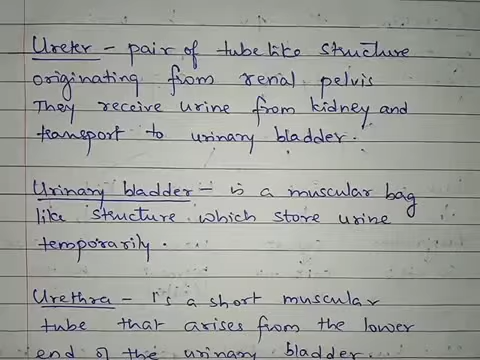 Ureter - pair of tube like structure
originating from renal pelvis
They receive urine from kidney and
transport to urinary bladder.
Urinary bladder - is a muscular bag
like structure which store urine
temporarily.
Urethra - Is a short muscular
tube that arises from the lower
end of the urinary bladder